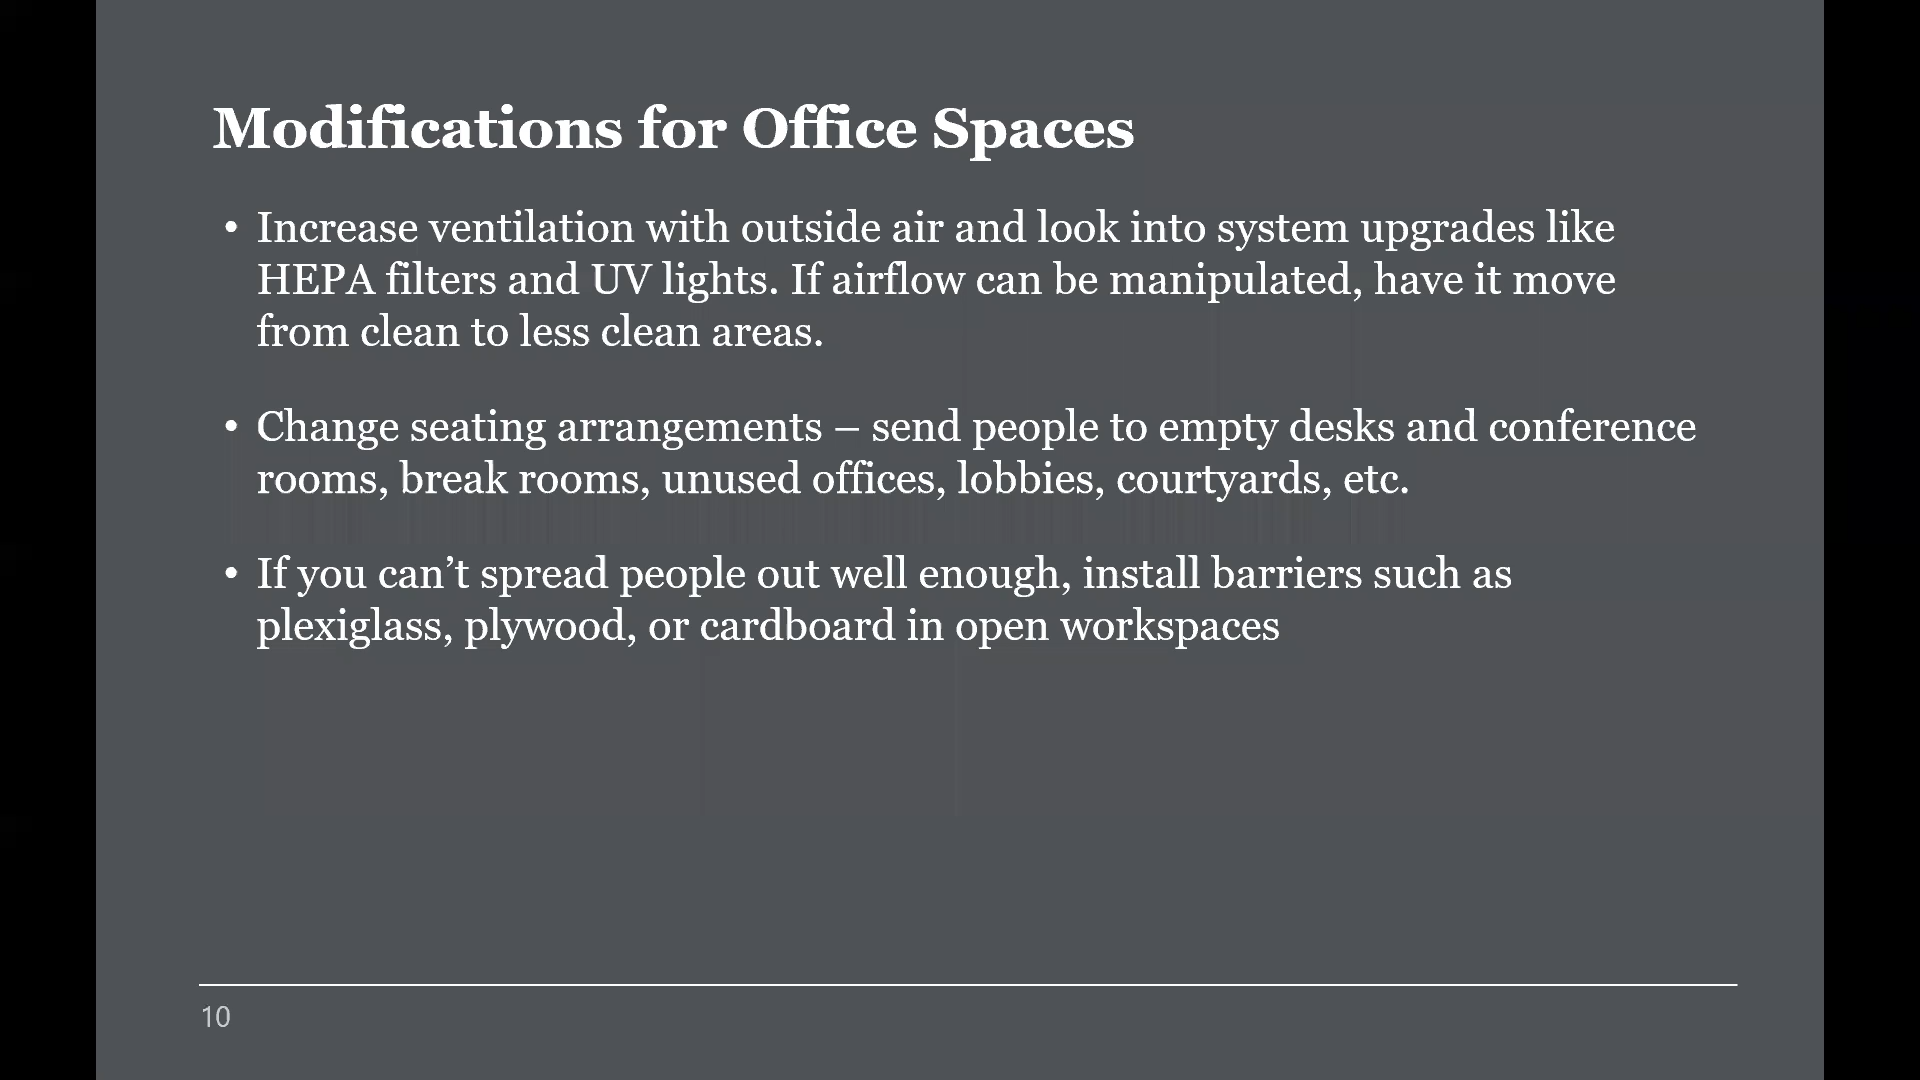 Modifications for Office Spaces
• Increase ventilation with outside air and look into system upgrades like
HEPA filters and UV lights. If airflow can be manipulated, have it move
from clean to less clean areas.
• Change seating arrangements – send people to empty desks and conference
rooms, break rooms, unused offices, lobbies, courtyards, etc.
• If you can’t spread people out well enough, install barriers such as
plexiglass, plywood, or cardboard in open workspaces
10